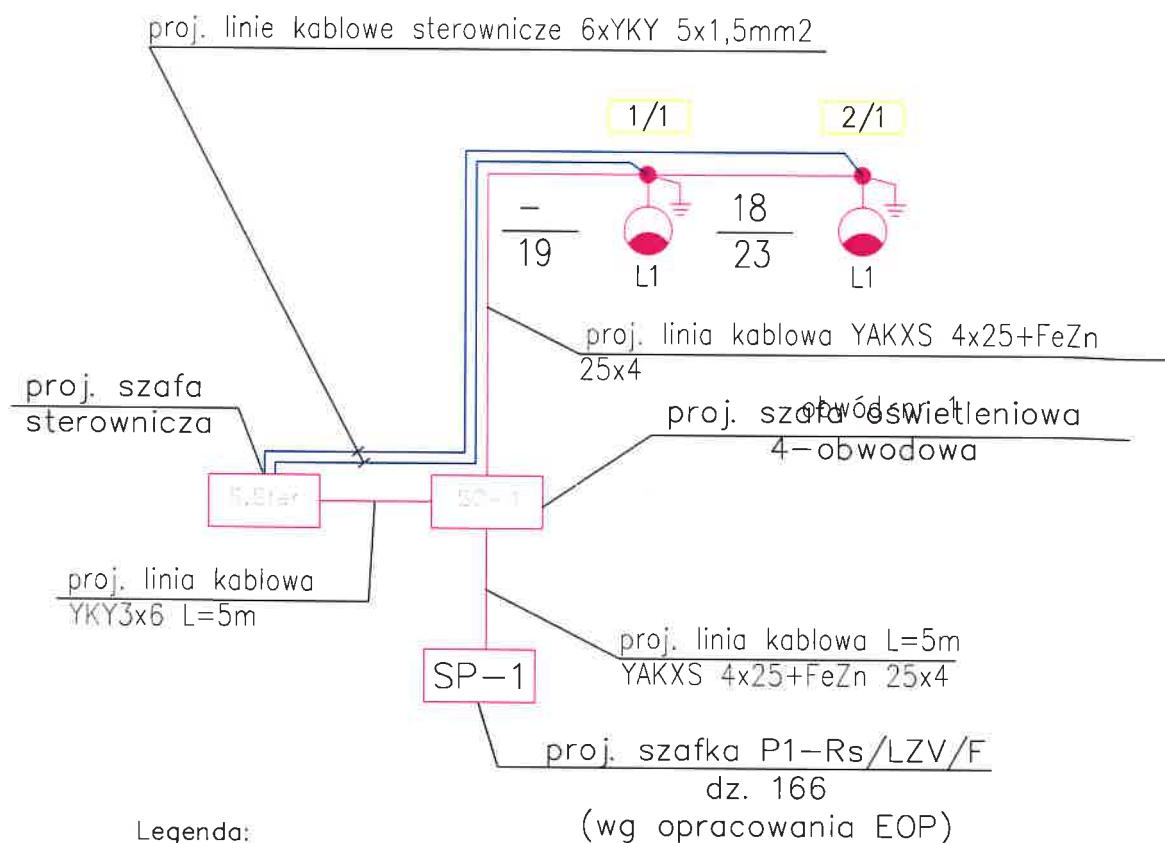 proj. linie kablowe sterownicze 6xYKY 5x1,5mm2
1/1
2/1
–
19
18
23
L1
L1
proj. linia kablowa YAKXS 4x25+FeZn
25x4
proj. szafa
sterownicza
obwód nr 1
proj. szafa oświetleniowa
4-obwodowa
S.Ster
SO-1
proj. linia kablowa
YKY3x6 L=5m
proj. linia kablowa L=5m
YAKXS 4x25+FeZn 25x4
SP-1
proj. szafka P1-Rs/LZV/F
dz. 166
(wg opracowania EOP)
Legenda: